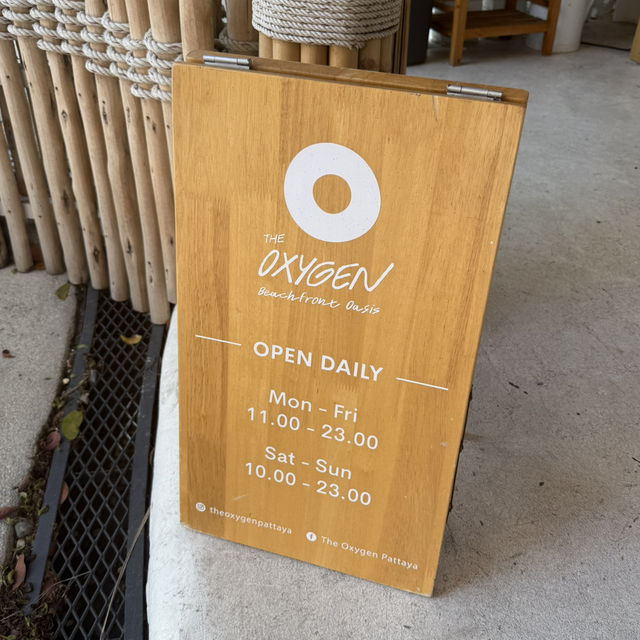 THE
OXYGEN
Beachfront Oasis
OPEN DAILY
Mon - Fri
11.00 - 23.00
Sat - Sun
10.00 - 23.00
theoxygenpattaya
The Oxygen Pattaya